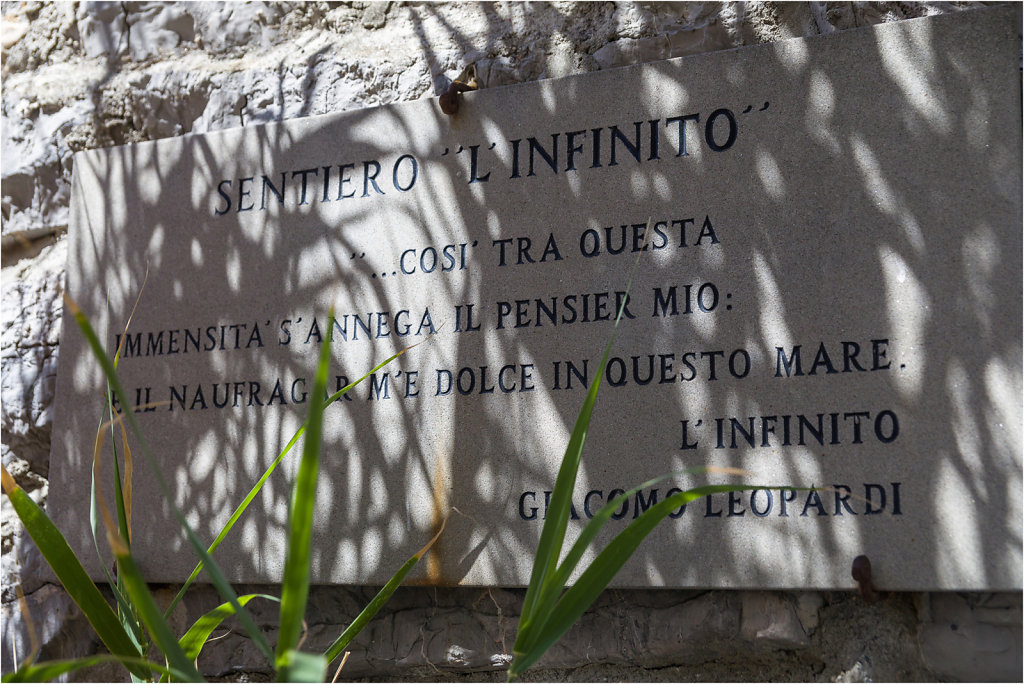 SENTIERO "L'INFINITO"
"...COSI' TRA QUESTA
IMMENSITA' S'ANNEGA IL PENSIER MIO:
E IL NAUFRAGAR M'E DOLCE IN QUESTO MARE.
L'INFINITO
GIACOMO LEOPARDI